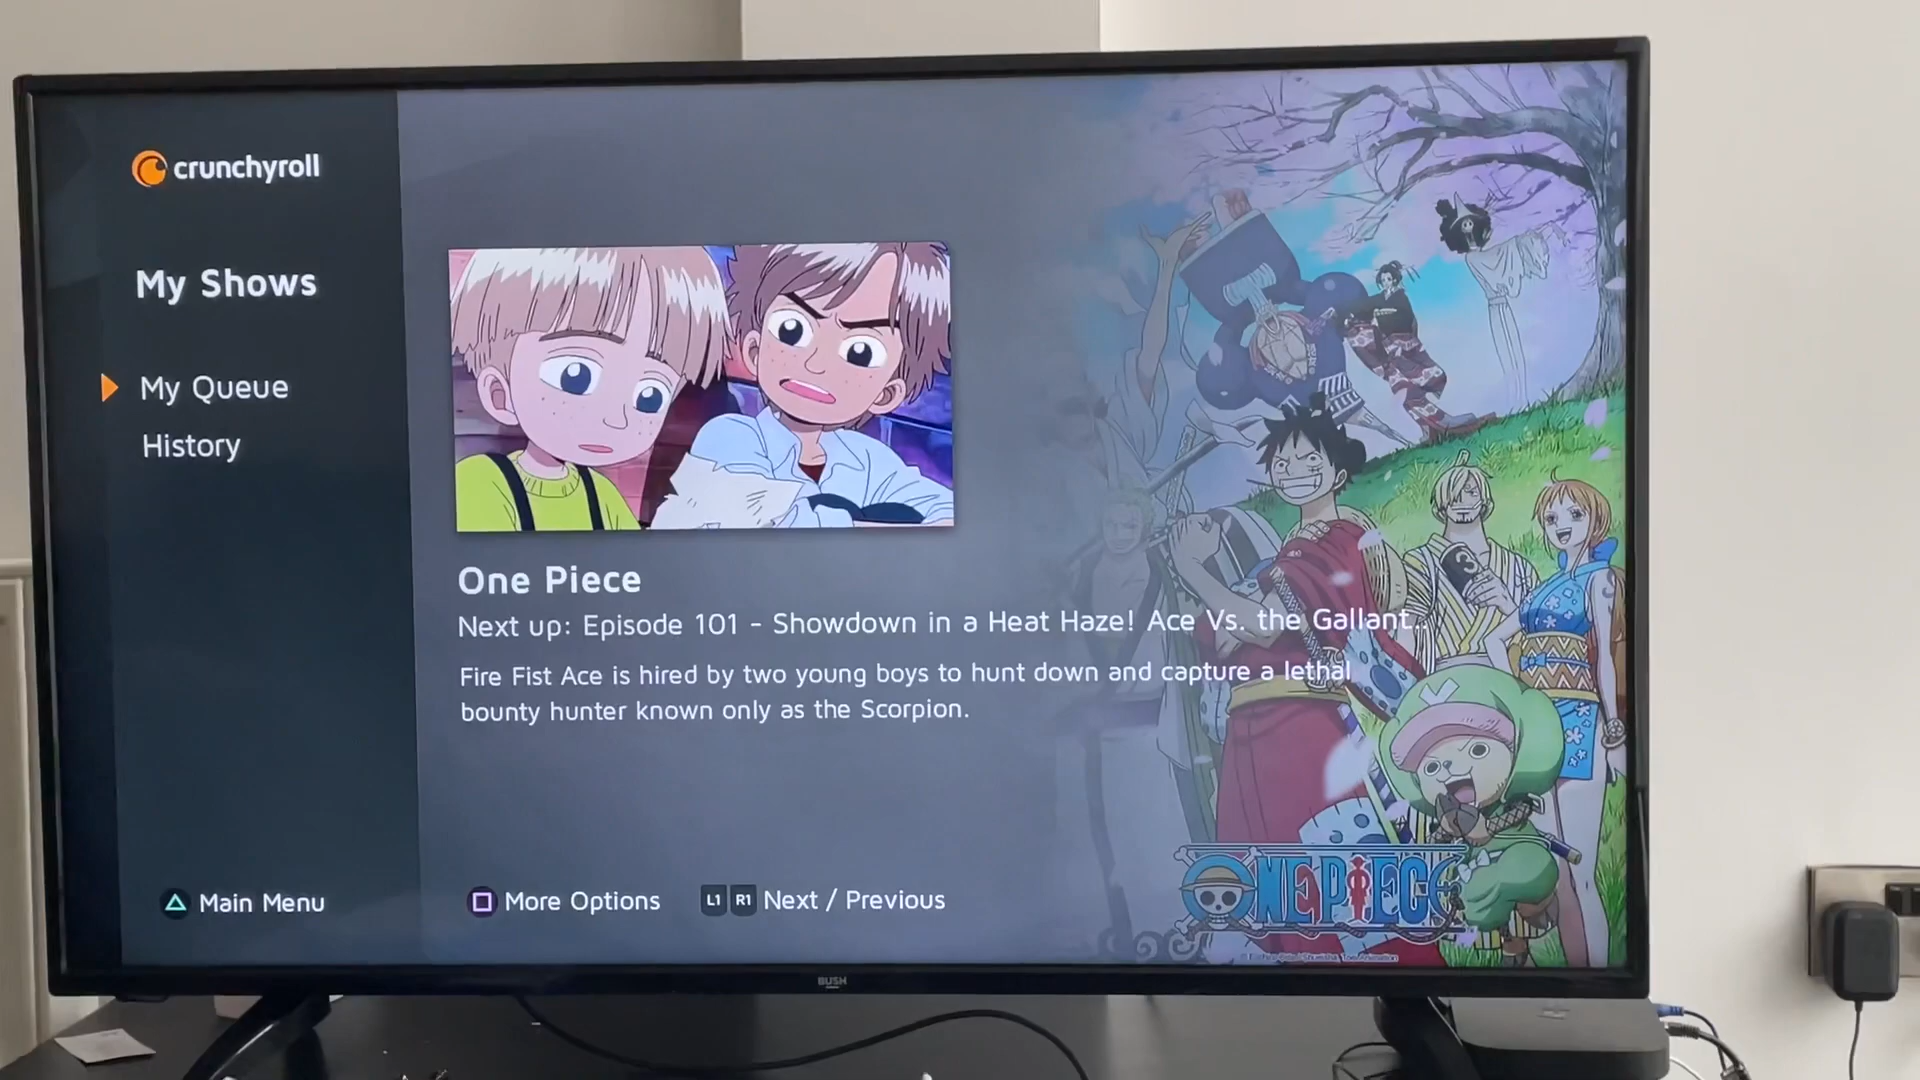 crunchyroll
My Shows
My Queue
History
One Piece
Next up: Episode 101 - Showdown in a Heat Haze! Ace Vs. the Gallant...
Fire Fist Ace is hired by two young boys to hunt down and capture a lethal
bounty hunter known only as the Scorpion.
Main Menu
More Options
L1 R1 Next / Previous
ONE PIECE
BUSH
3